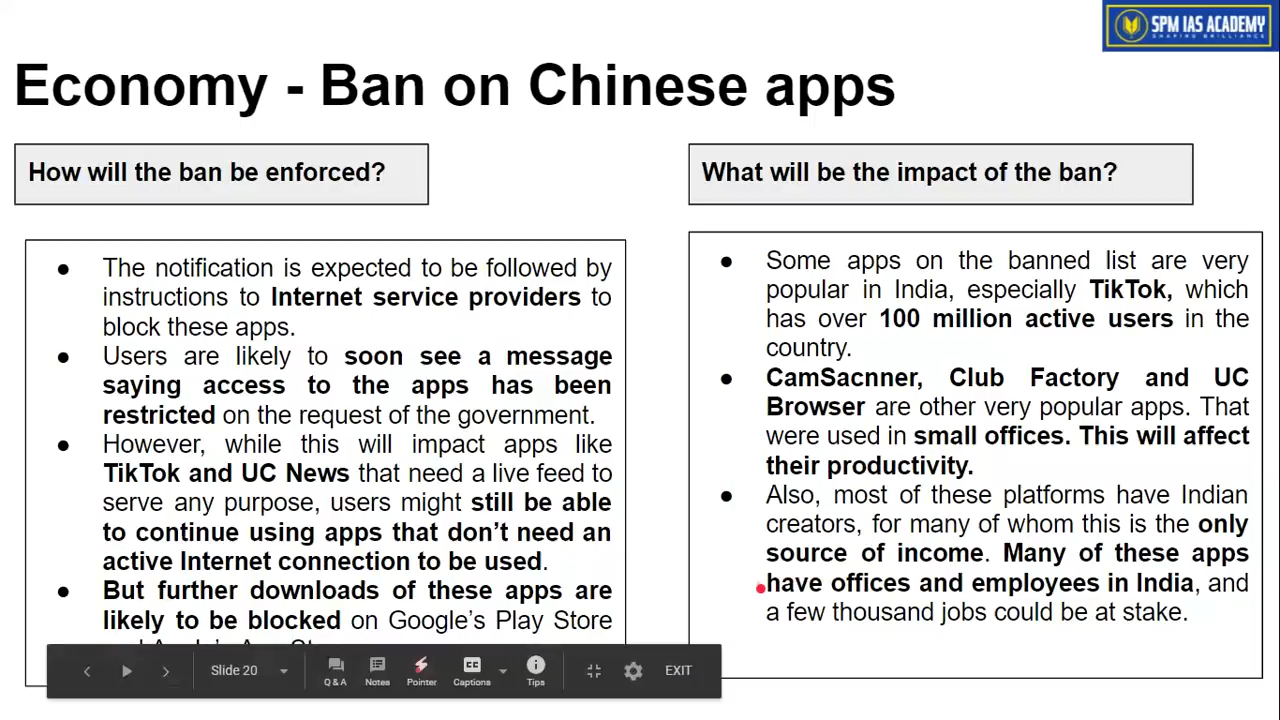 SPM IAS ACADEMY
SHAPING BRILLIANCE
Economy - Ban on Chinese apps
How will the ban be enforced?
● The notification is expected to be followed by
instructions to Internet service providers to
block these apps.
● Users are likely to soon see a message
saying access to the apps has been
restricted on the request of the government.
● However, while this will impact apps like
TikTok and UC News that need a live feed to
serve any purpose, users might still be able
to continue using apps that don’t need an
active Internet connection to be used.
● But further downloads of these apps are
likely to be blocked on Google’s Play Store
What will be the impact of the ban?
● Some apps on the banned list are very
popular in India, especially TikTok, which
has over 100 million active users in the
country.
● CamSacnner, Club Factory and UC
Browser are other very popular apps. That
were used in small offices. This will affect
their productivity.
● Also, most of these platforms have Indian
creators, for many of whom this is the only
source of income. Many of these apps
have offices and employees in India, and
a few thousand jobs could be at stake.
Slide 20
Q & A
Notes
Pointer
Captions
Tips
EXIT